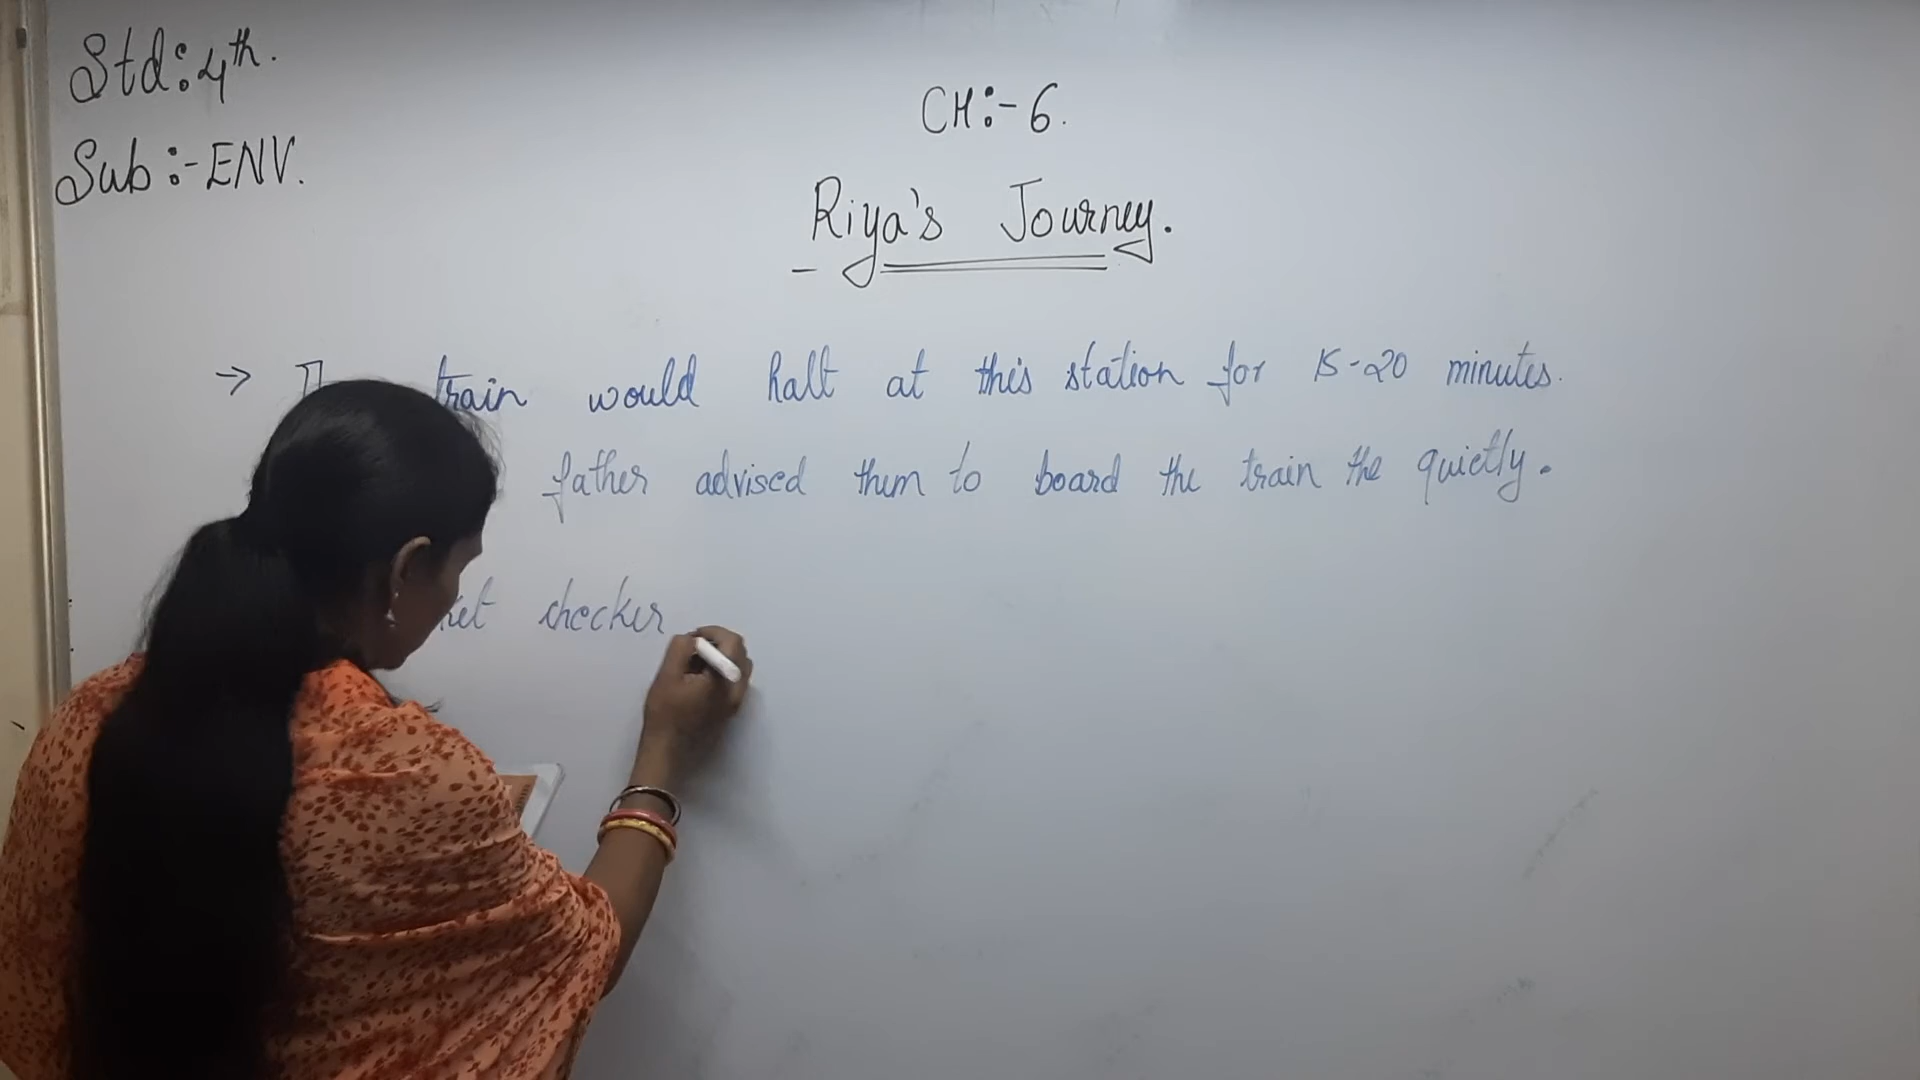 Std:4th.
Sub:-ENV.
CH:-6.
Riya's Journey.
→ train would halt at this station for 15-20 minutes.
father advised them to board the train the quietly.
checker